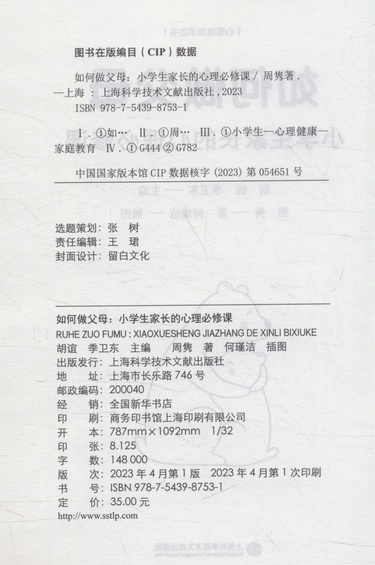 图书在版编目(CIP)数据
如何做父母:小学生家长的心理必修课/周隽著.
—上海:上海科学技术文献出版社,2023
ISBN 978-7-5439-8753-1
Ⅰ.①如… Ⅱ.①周… Ⅲ.①小学生—心理健康—
家庭教育 Ⅳ.①G444②G782
中国国家版本馆CIP数据核字(2023)第054651号
选题策划:张 树
责任编辑:王 珺
封面设计:留白文化
如何做父母:小学生家长的心理必修课
RUHE ZUO FUMU: XIAOXUESHENG JIAZHANG DE XINLI BIXIUKE
胡谊 季卫东 主编 周隽 著 何瑾洁 插图
出版发行:上海科学技术文献出版社
地 址:上海市长乐路746号
邮政编码:200040
经 销:全国新华书店
印 刷:商务印书馆上海印刷有限公司
开 本:787mm×1092mm 1/32
印 张:8.125
字 数:148 000
版 次:2023年4月第1版 2023年4月第1次印刷
书 号:ISBN 978-7-5439-8753-1
定 价:35.00元
http://www.sstlp.com